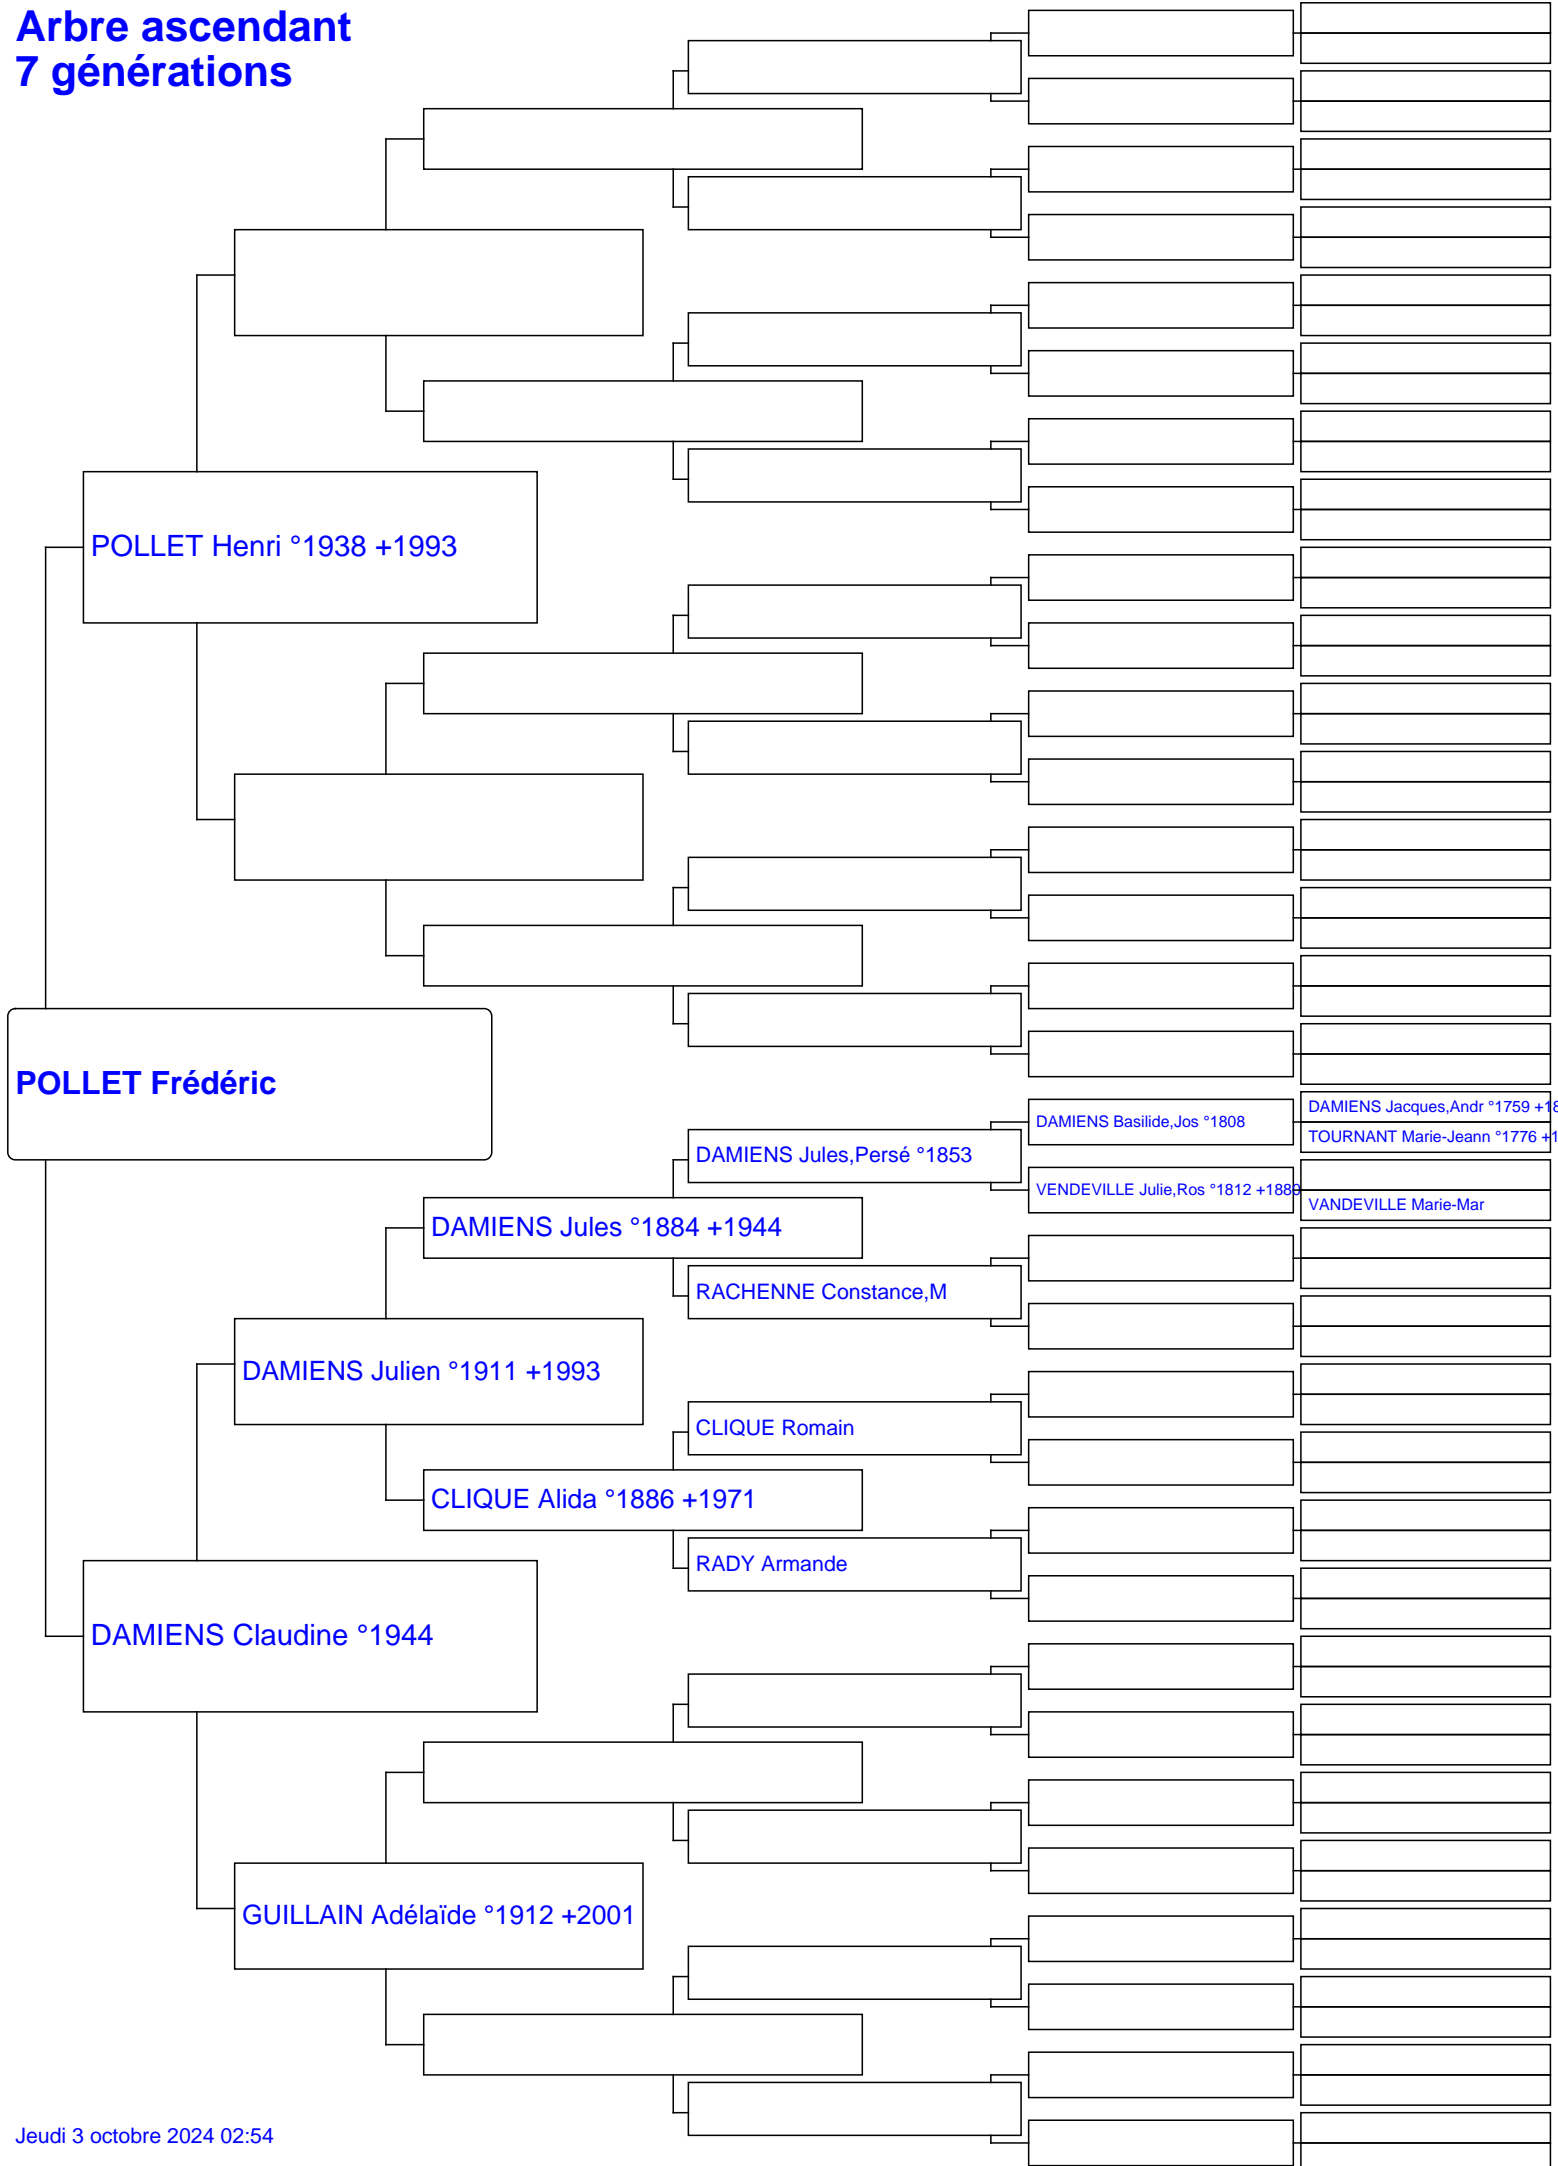 Arbre ascendant
7 générations
POLLET Henri °1938 +1993
POLLET Frédéric
DAMIENS Jacques,Andr °1759 +18
DAMIENS Basilide,Jos °1808
TOURNANT Marie-Jeann °1776 +1
DAMIENS Jules,Persé °1853
VENDEVILLE Julie,Ros °1812 +1880
VANDEVILLE Marie-Mar
DAMIENS Jules °1884 +1944
RACHENNE Constance,M
DAMIENS Julien °1911 +1993
CLIQUE Romain
CLIQUE Alida °1886 +1971
RADY Armande
DAMIENS Claudine °1944
GUILLAIN Adélaïde °1912 +2001
Jeudi 3 octobre 2024 02:54